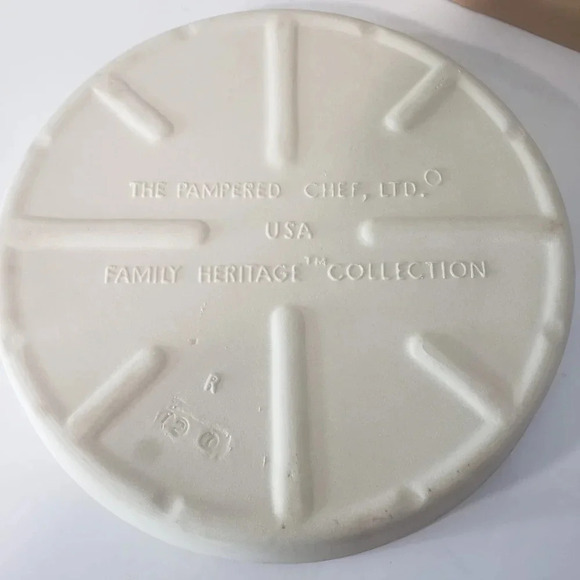 THE PAMPERED CHEF, LTD.®
USA
FAMILY HERITAGE™ COLLECTION
R